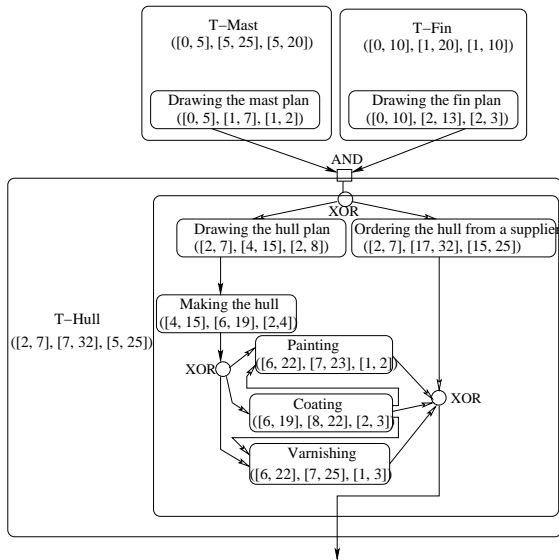 T−Mast
([0, 5], [5, 25], [5, 20])
T−Fin
([0, 10], [1, 20], [1, 10])
Drawing the mast plan
([0, 5], [1, 7], [1, 2])
Drawing the fin plan
([0, 10], [2, 13], [2, 3])
AND
XOR
Drawing the hull plan
([2, 7], [4, 15], [2, 8])
Ordering the hull from a supplier
([2, 7], [17, 32], [15, 25])
T−Hull
([2, 7], [7, 32], [5, 25])
Making the hull
([4, 15], [6, 19], [2,4])
XOR
Painting
([6, 22], [7, 23], [1, 2])
Coating
([6, 19], [8, 22], [2, 3])
XOR
Varnishing
([6, 22], [7, 25], [1, 3])